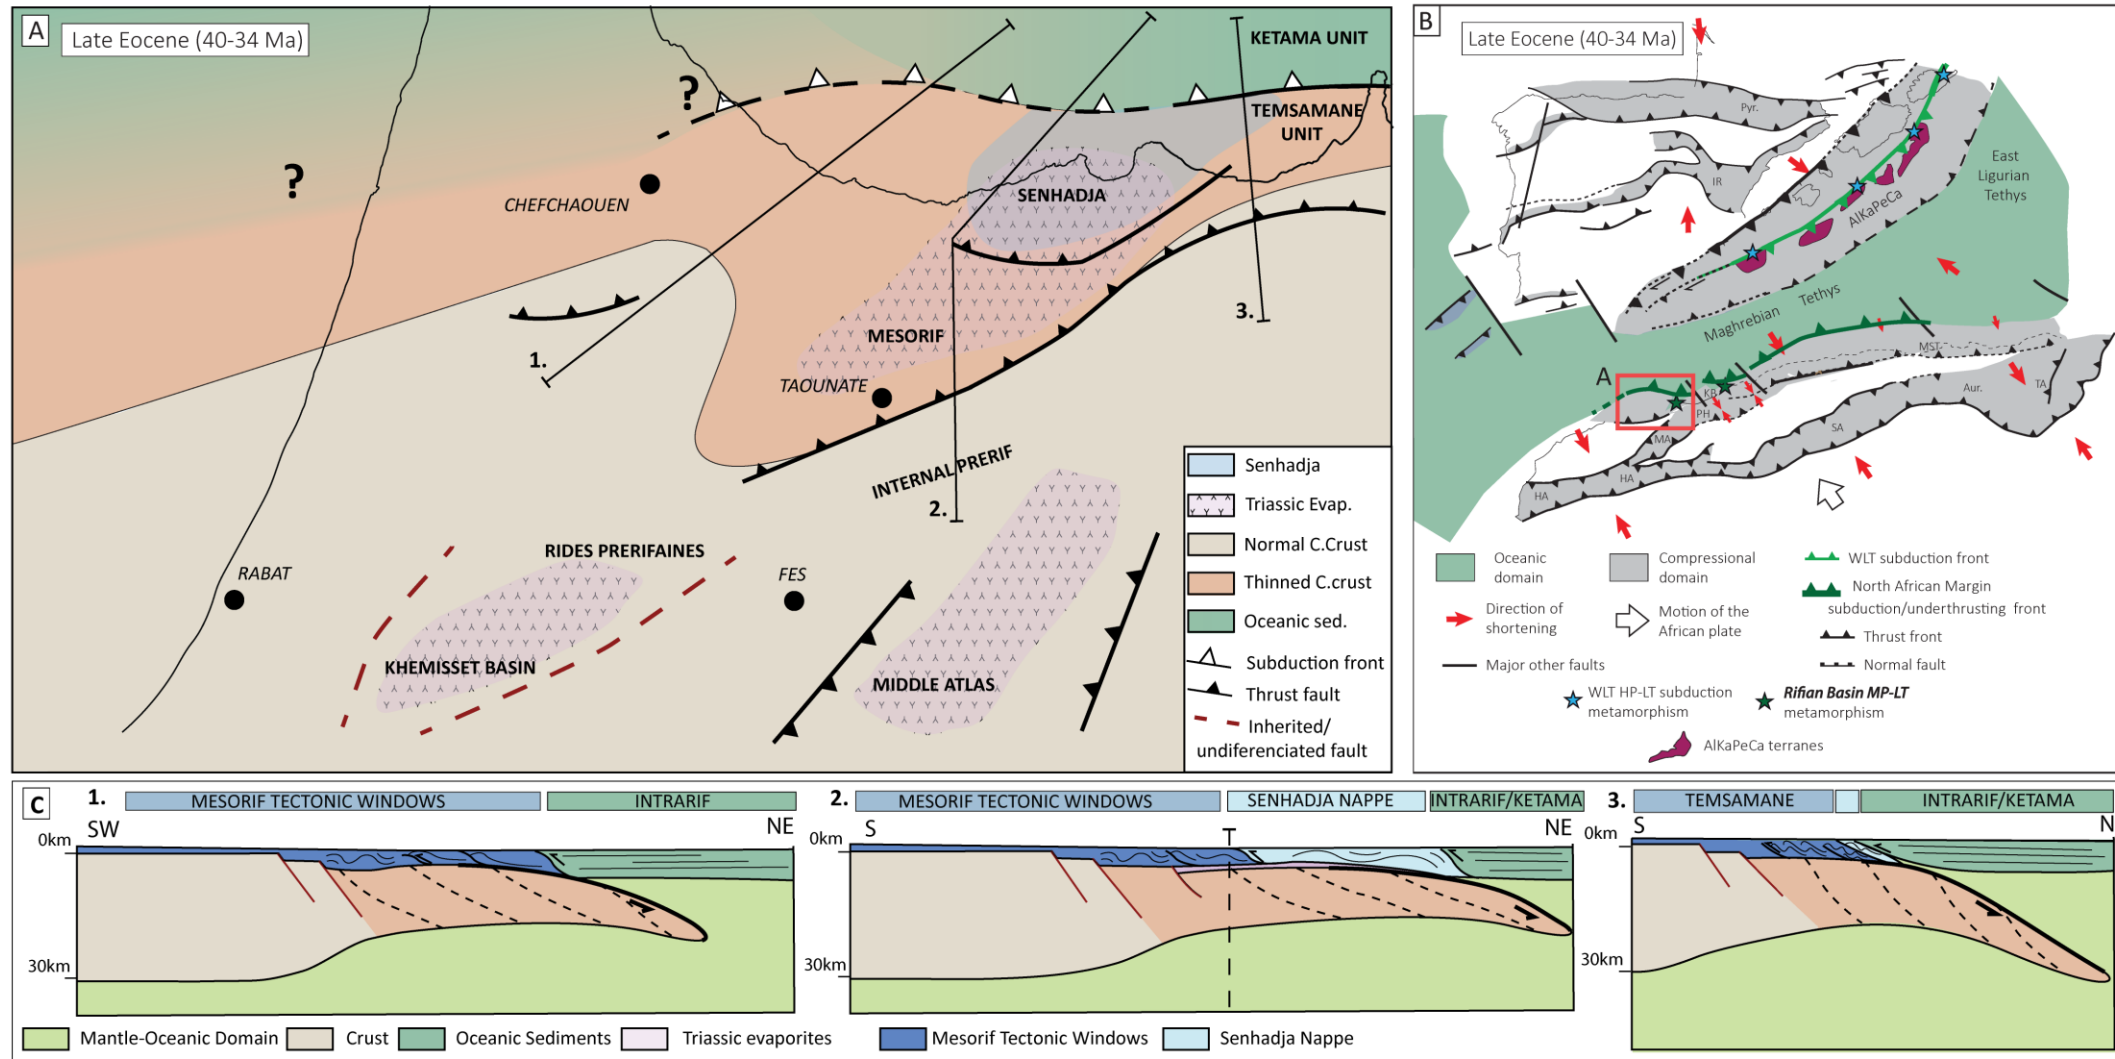 A
Late Eocene (40-34 Ma)
KETAMA UNIT
?
?
TEMSAMANE
UNIT
CHEFCHAOUEN
SENHADJA
MESORIF
1.
3.
TAOUNATE
INTERNAL PRERIF
2.
RIDES PRERIFAINES
RABAT
FES
KHEMISSET BASIN
MIDDLE ATLAS
Senhadja
Triassic Evap.
Normal C.Crust
Thinned C.crust
Oceanic sed.
Subduction front
Thrust fault
Inherited/
undiferenciated fault
B
Late Eocene (40-34 Ma)
Pyr.
IR
AlKaPeCa
East
Ligurian
Tethys
Maghrebian Tethys
A
MST
KB
PH
MA
HA
HA
SA
Aur.
TA
Oceanic
domain
Compressional
domain
WLT subduction front
North African Margin
subduction/underthrusting front
Direction of
shortening
Motion of the
African plate
Thrust front
Major other faults
Normal fault
WLT HP-LT subduction
metamorphism
Rifian Basin MP-LT
metamorphism
AlKaPeCa terranes
C
1.
MESORIF TECTONIC WINDOWS
INTRARIF
SW
NE
0km
30km
2.
MESORIF TECTONIC WINDOWS
SENHADJA NAPPE
INTRARIF/KETAMA
S
NE
0km
30km
3.
TEMSAMANE
INTRARIF/KETAMA
S
N
0km
30km
Mantle-Oceanic Domain
Crust
Oceanic Sediments
Triassic evaporites
Mesorif Tectonic Windows
Senhadja Nappe